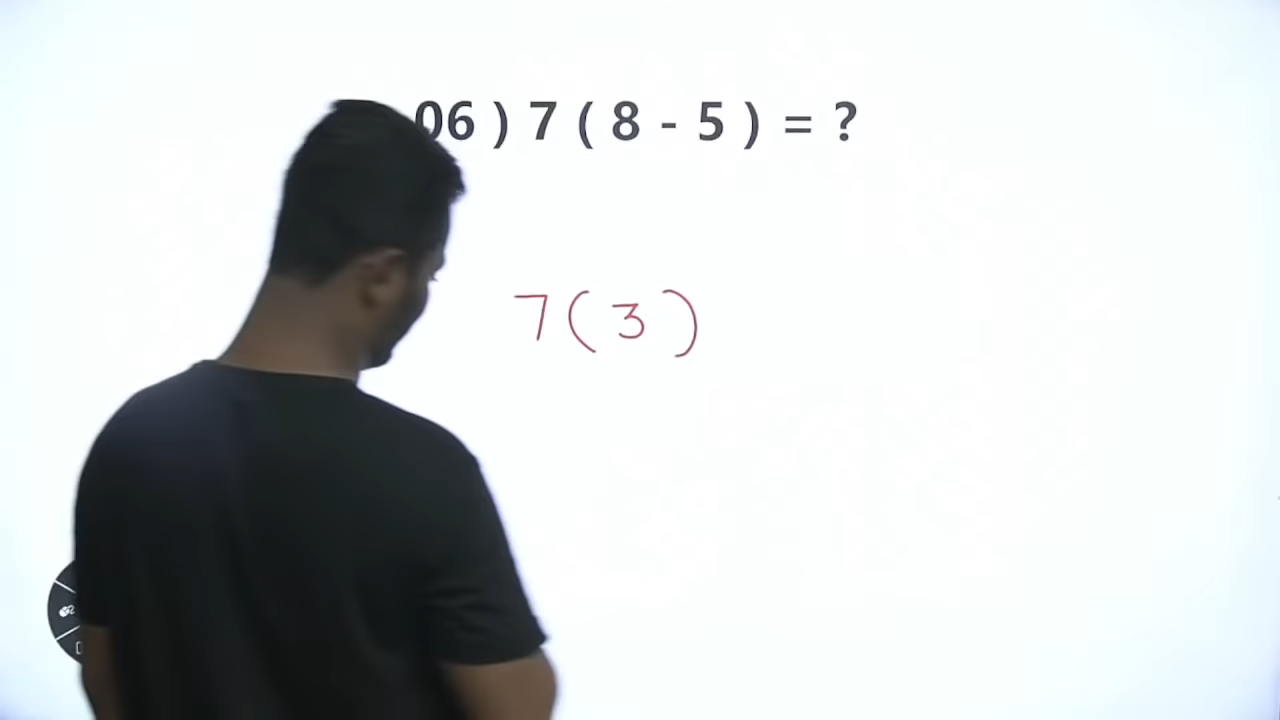 06 ) 7 ( 8 - 5 ) = ?
7 ( 3 )